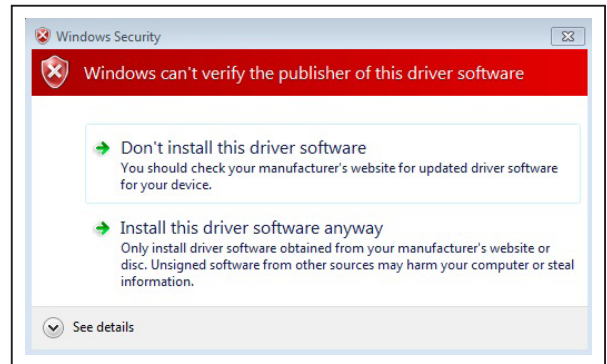 Windows Security
Windows can't verify the publisher of this driver software
Don't install this driver software
You should check your manufacturer's website for updated driver software
for your device.
Install this driver software anyway
Only install driver software obtained from your manufacturer's website or
disc. Unsigned software from other sources may harm your computer or steal
information.
See details